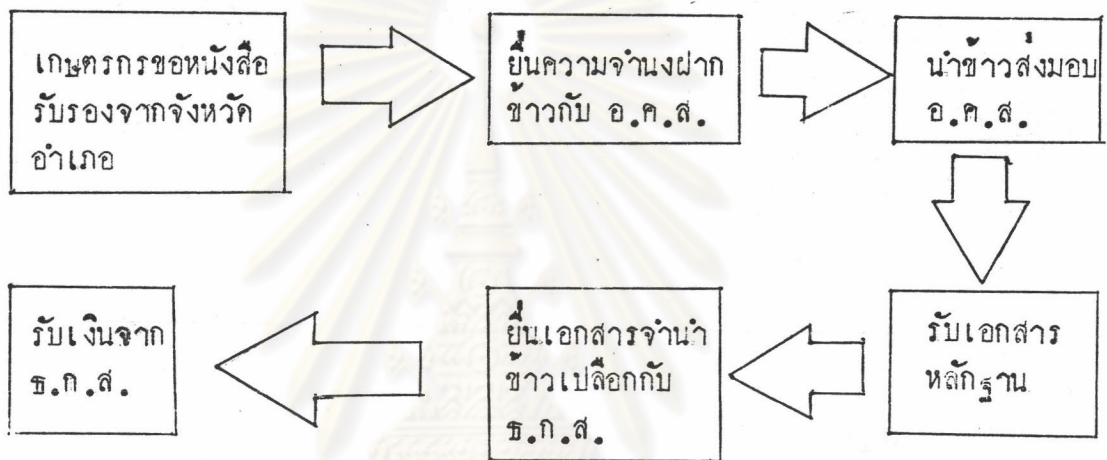 เกษตรกรขอหนังสือ
รับรองจากจังหวัด
อำเภอ
ยื่นความจำนงฝาก
ข้าวกับ อ.ค.ส.
นำข้าวส่งมอบ
อ.ค.ส.
รับเอกสาร
หลักฐาน
ยื่นเอกสารจำนำ
ข้าวเปลือกกับ
ธ.ก.ส.
รับเงินจาก
ธ.ก.ส.